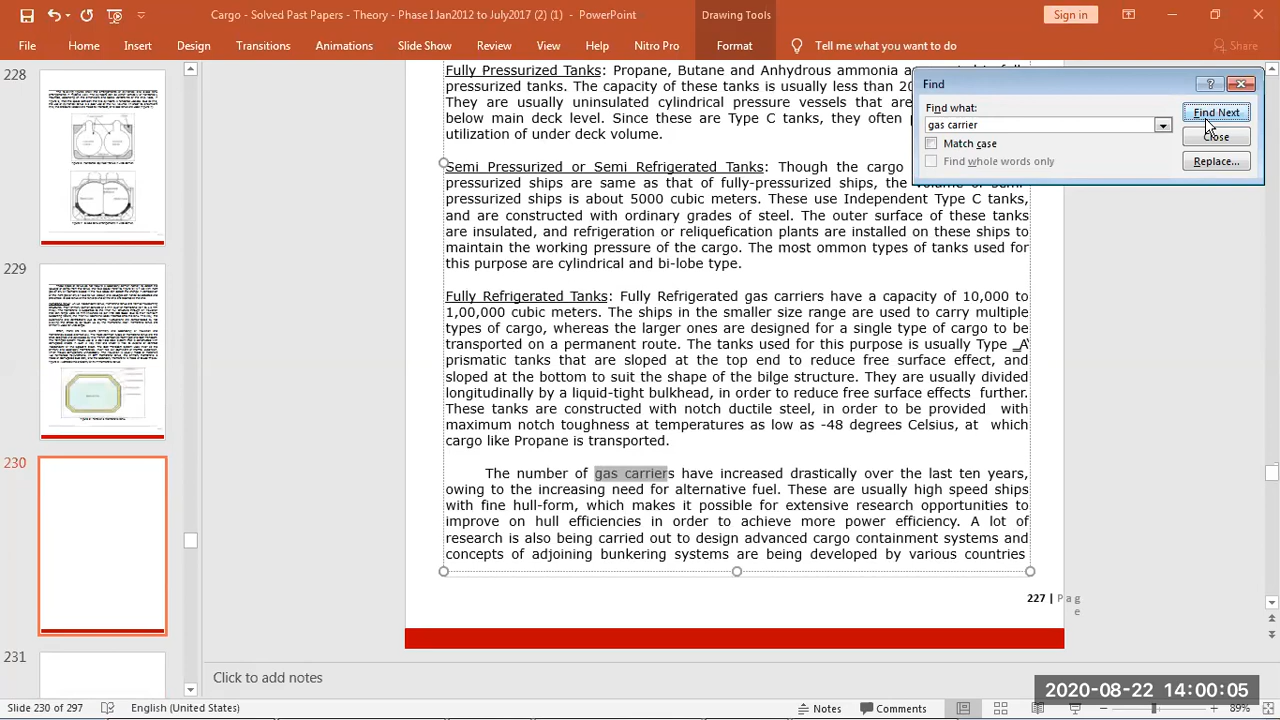 Cargo - Solved Past Papers - Theory - Phase I Jan2012 to July2017 (2) (1) - PowerPoint
Drawing Tools
Sign in
File Home Insert Design Transitions Animations Slide Show Review View Help Nitro Pro Format Tell me what you want to do Share
228
229
230
231
Fully Pressurized Tanks: Propane, Butane and Anhydrous ammonia
pressurized tanks. The capacity of these tanks is usually less than
They are usually uninsulated cylindrical pressure vessels that are
below main deck level. Since these are Type C tanks, they often
utilization of under deck volume.
Semi Pressurized or Semi Refrigerated Tanks: Though the cargo
pressurized ships are same as that of fully-pressurized ships, the
pressurized ships is about 5000 cubic meters. These use Independent Type C tanks,
and are constructed with ordinary grades of steel. The outer surface of these tanks
are insulated, and refrigeration or reliquefication plants are installed on these ships to
maintain the working pressure of the cargo. The most ommon types of tanks used for
this purpose are cylindrical and bi-lobe type.
Fully Refrigerated Tanks: Fully Refrigerated gas carriers have a capacity of 10,000 to
1,00,000 cubic meters. The ships in the smaller size range are used to carry multiple
types of cargo, whereas the larger ones are designed for a single type of cargo to be
transported on a permanent route. The tanks used for this purpose is usually Type _A'
prismatic tanks that are sloped at the top end to reduce free surface effect, and
sloped at the bottom to suit the shape of the bilge structure. They are usually divided
longitudinally by a liquid-tight bulkhead, in order to reduce free surface effects further.
These tanks are constructed with notch ductile steel, in order to be provided with
maximum notch toughness at temperatures as low as -48 degrees Celsius, at which
cargo like Propane is transported.
The number of gas carriers have increased drastically over the last ten years,
owing to the increasing need for alternative fuel. These are usually high speed ships
with fine hull-form, which makes it possible for extensive research opportunities to
improve on hull efficiencies in order to achieve more power efficiency. A lot of
research is also being carried out to design advanced cargo containment systems and
concepts of adjoining bunkering systems are being developed by various countries
227 | Pag
e
Find
Find what:
gas carrier
Match case
Find whole words only
Find Next
Close
Replace...
Click to add notes
2020-08-22 14:00:05
Slide 230 of 297 English (United States) Notes Comments 89%